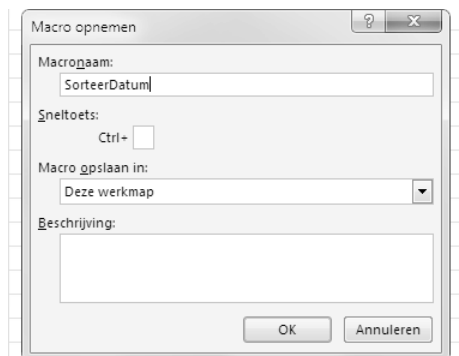 Macro opnemen
Macronaam:
SorteerDatum
Sneltoets:
Ctrl+
Macro opslaan in:
Deze werkmap
Beschrijving:
OK Annuleren